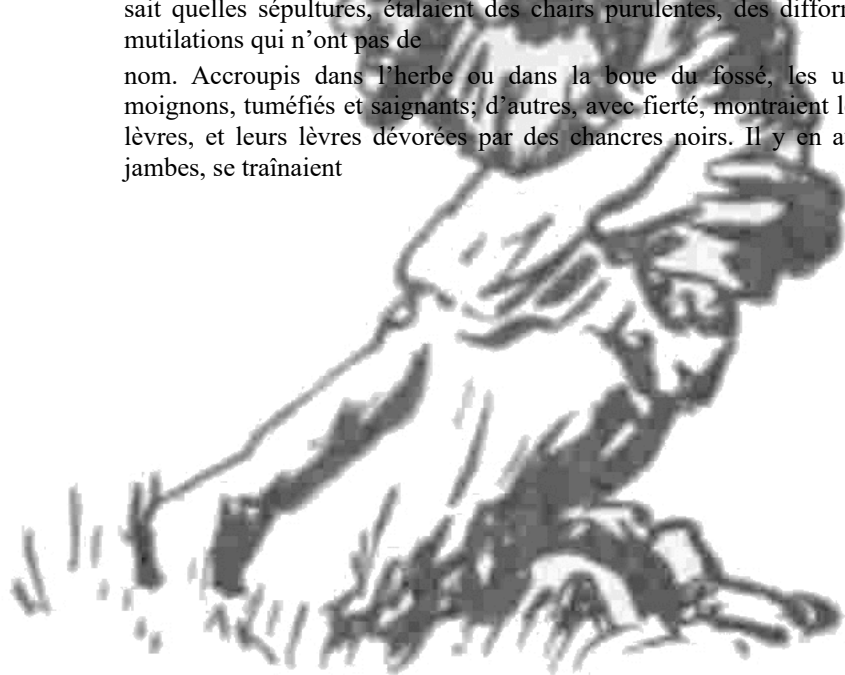 sait quelles sépultures, étalaient des chairs purulentes, des difform
mutilations qui n’ont pas de
nom. Accroupis dans l’herbe ou dans la boue du fossé, les u
moignons, tuméfiés et saignants; d’autres, avec fierté, montraient l
lèvres, et leurs lèvres dévorées par des chancres noirs. Il y en a
jambes, se traînaient